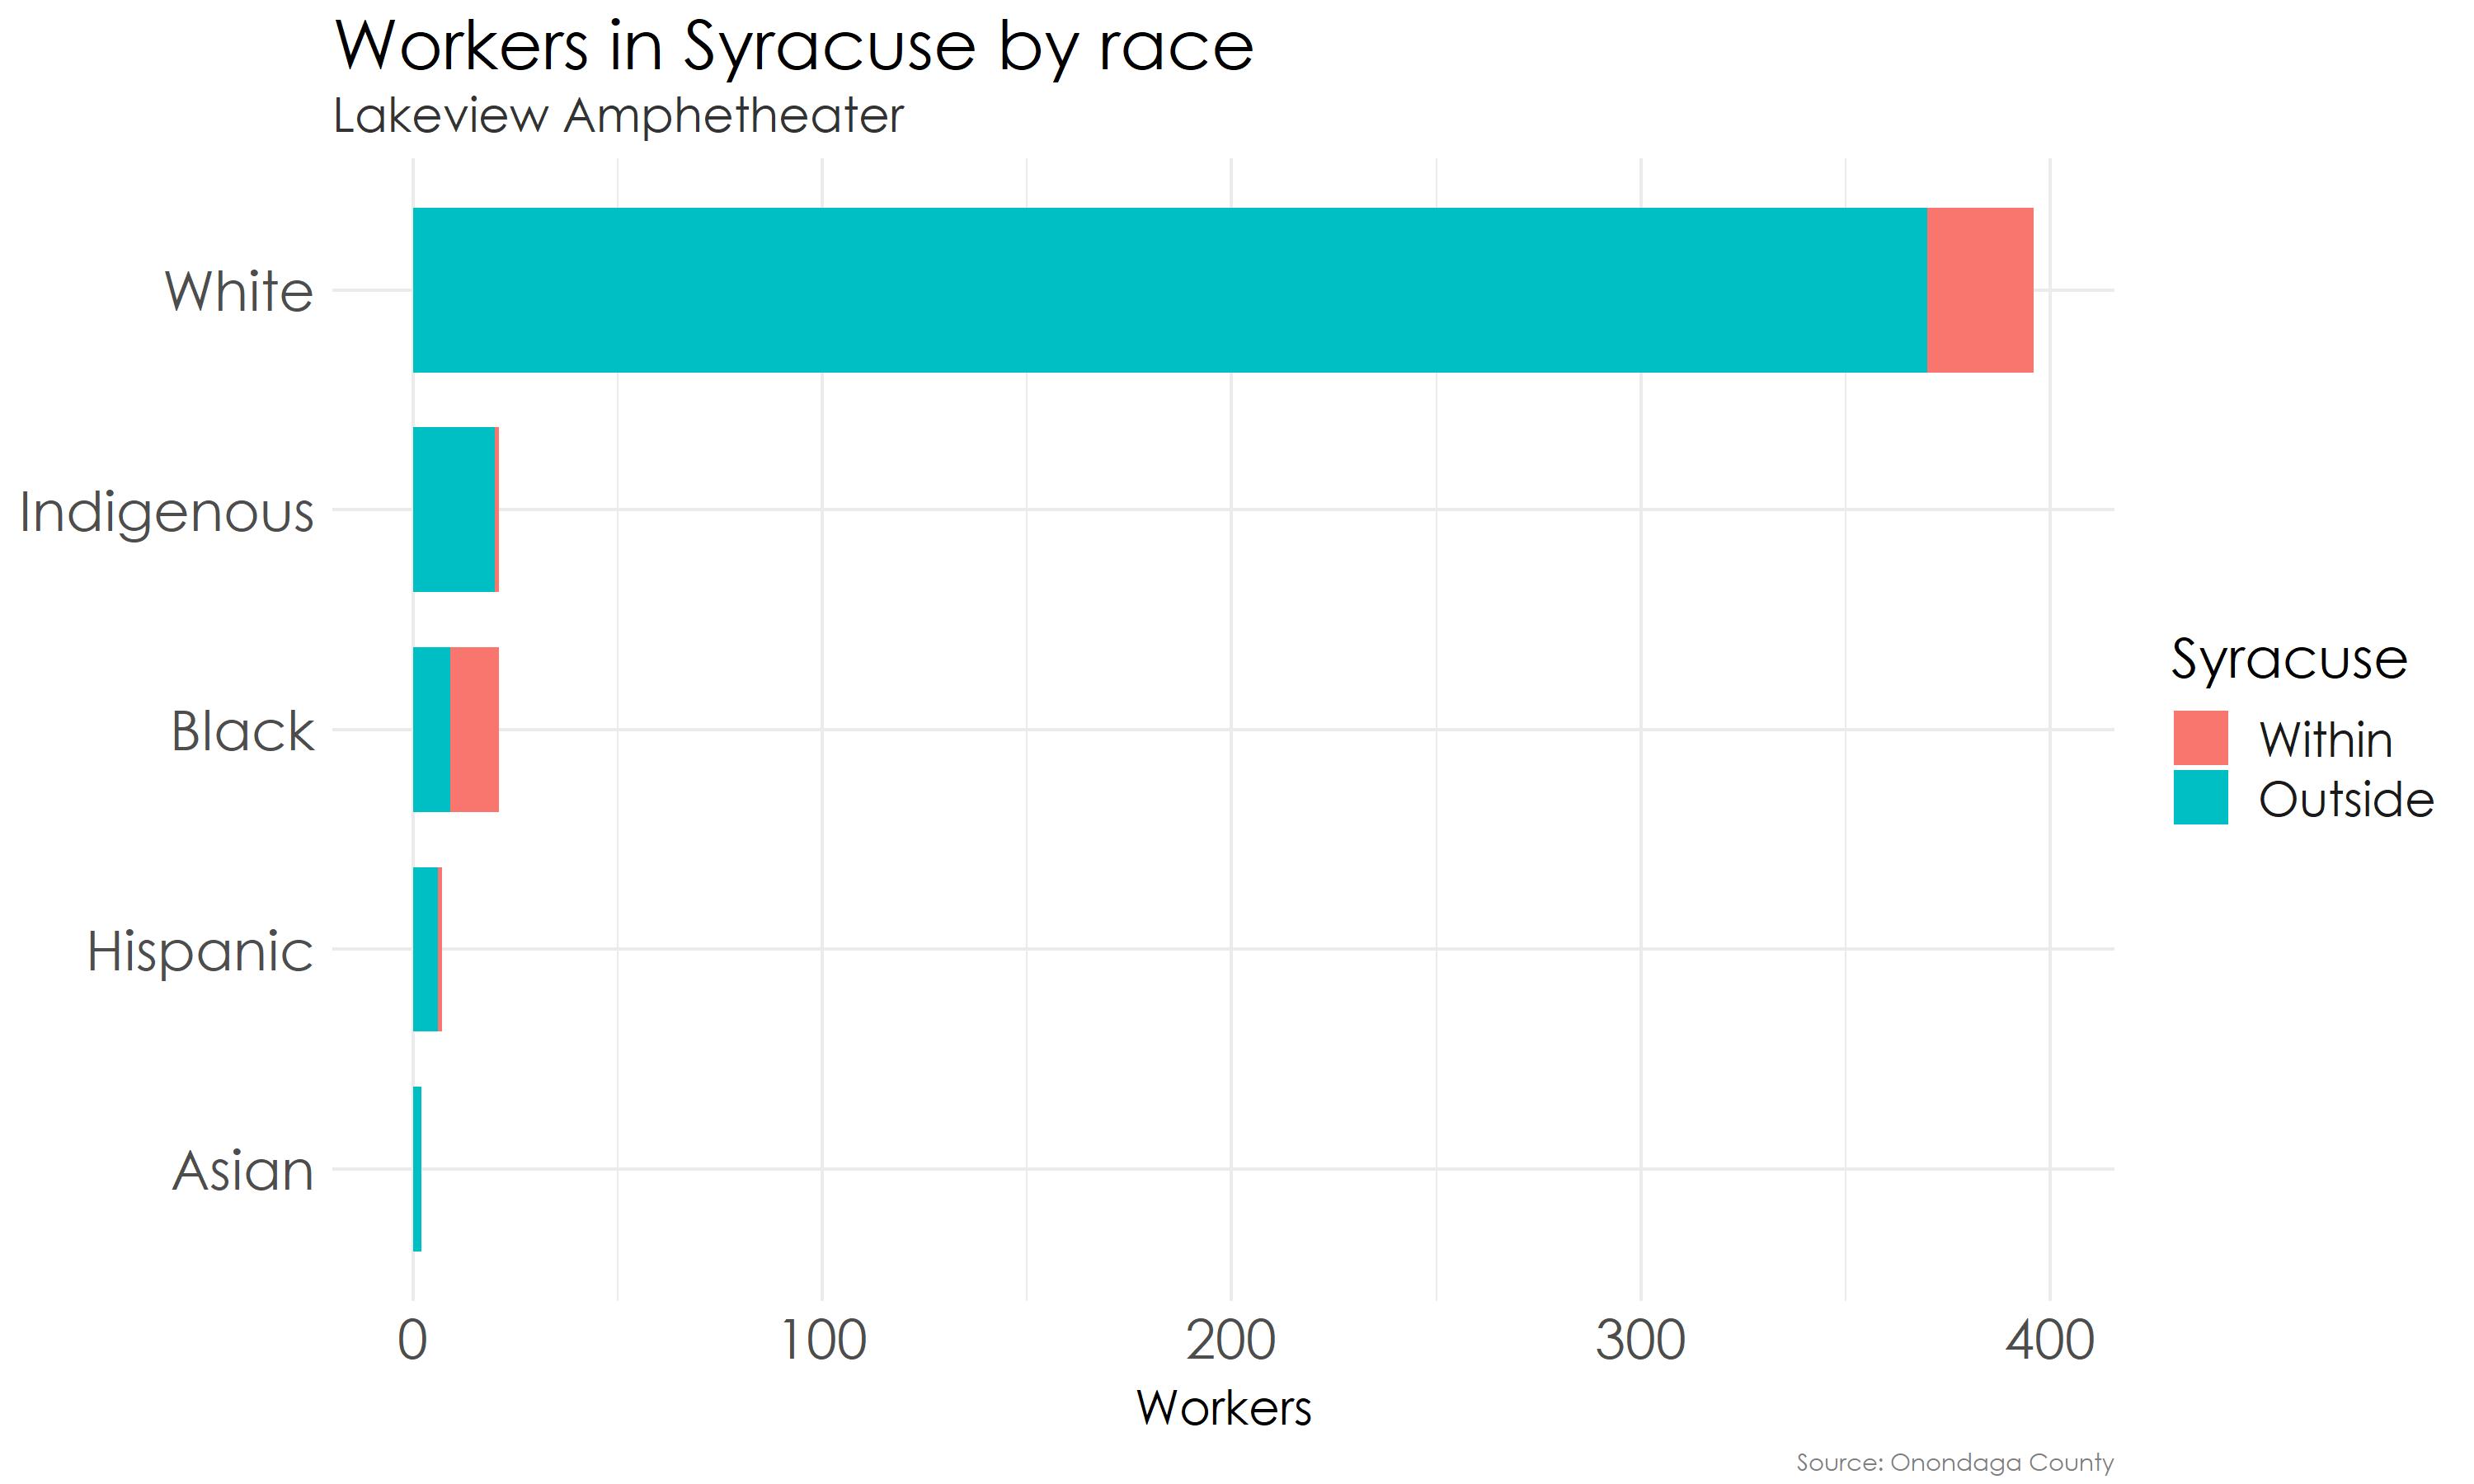 Workers in Syracuse by race
Lakeview Amphetheater
White
Indigenous
Black
Hispanic
Asian
0 100 200 300 400
Workers
Syracuse
Within
Outside
Source: Onondaga County